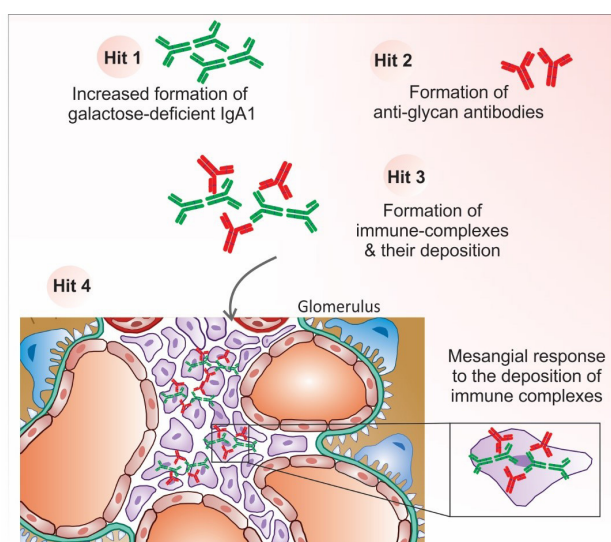 Hit 1
Increased formation of
galactose-deficient IgA1
Hit 2
Formation of
anti-glycan antibodies
Hit 3
Formation of
immune-complexes
& their deposition
Hit 4
Glomerulus
Mesangial response
to the deposition of
immune complexes